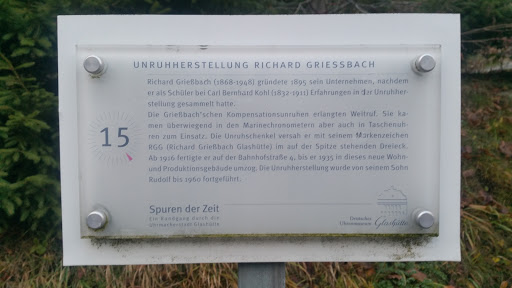 UNRUHHERSTELLUNG RICHARD GRIESSBACH
Richard Grießbach (1868-1948) gründete 1895 sein Unternehmen, nachdem
er als Schüler bei Carl Bernhard Kohl (1832-1911) Erfahrungen in der Unruhher-
stellung gesammelt hatte.
Die Grießbach'schen Kompensationsunruhen erlangten Weltruf. Sie ka-
men überwiegend in den Marinechronometern aber auch in Taschenuh-
ren zum Einsatz. Die Unruhschenkel versah er mit seinem Markenzeichen
RGG (Richard Grießbach Glashütte) im auf der Spitze stehenden Dreieck.
Ab 1916 fertigte er auf der Bahnhofstraße 4, bis er 1935 in dieses neue Wohn-
und Produktionsgebäude umzog. Die Unruhherstellung wurde von seinem Sohn
Rudolf bis 1960 fortgeführt.
15
Spuren der Zeit
Ein Rundgang durch die
Uhrmacherstadt Glashütte
Deutsches
Uhrenmuseum Glashütte